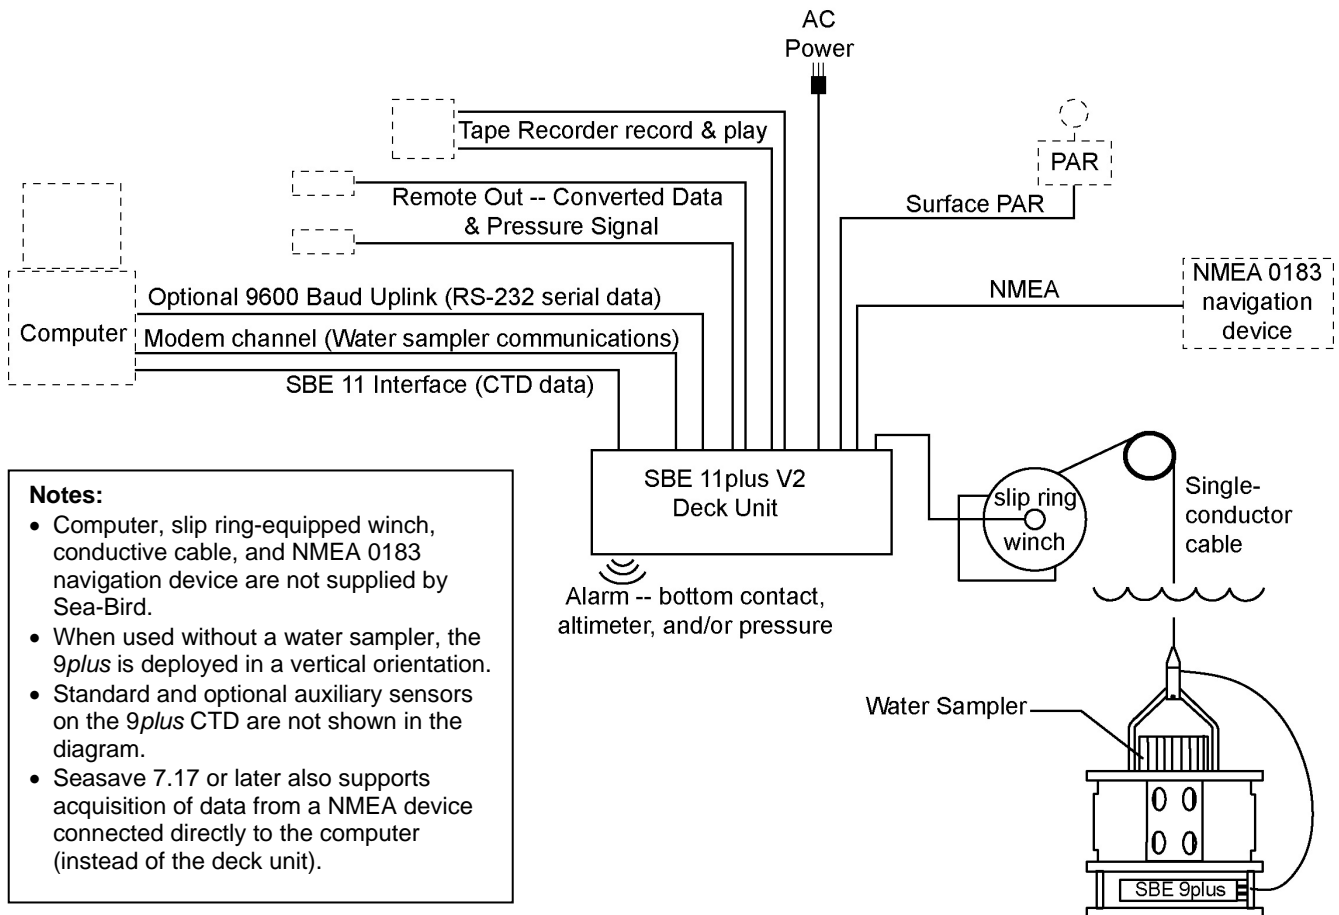 AC
Power
Tape Recorder record & play
PAR
Remote Out -- Converted Data
& Pressure Signal
Surface PAR
NMEA 0183
navigation
device
NMEA
Optional 9600 Baud Uplink (RS-232 serial data)
Computer
Modem channel (Water sampler communications)
SBE 11 Interface (CTD data)
SBE 11plus V2
Deck Unit
slip ring
winch
Single-
conductor
cable
Alarm -- bottom contact,
altimeter, and/or pressure
Notes:
• Computer, slip ring-equipped winch,
conductive cable, and NMEA 0183
navigation device are not supplied by
Sea-Bird.
• When used without a water sampler, the
9plus is deployed in a vertical orientation.
• Standard and optional auxiliary sensors
on the 9plus CTD are not shown in the
diagram.
• Seasave 7.17 or later also supports
acquisition of data from a NMEA device
connected directly to the computer
(instead of the deck unit).
Water Sampler
SBE 9plus